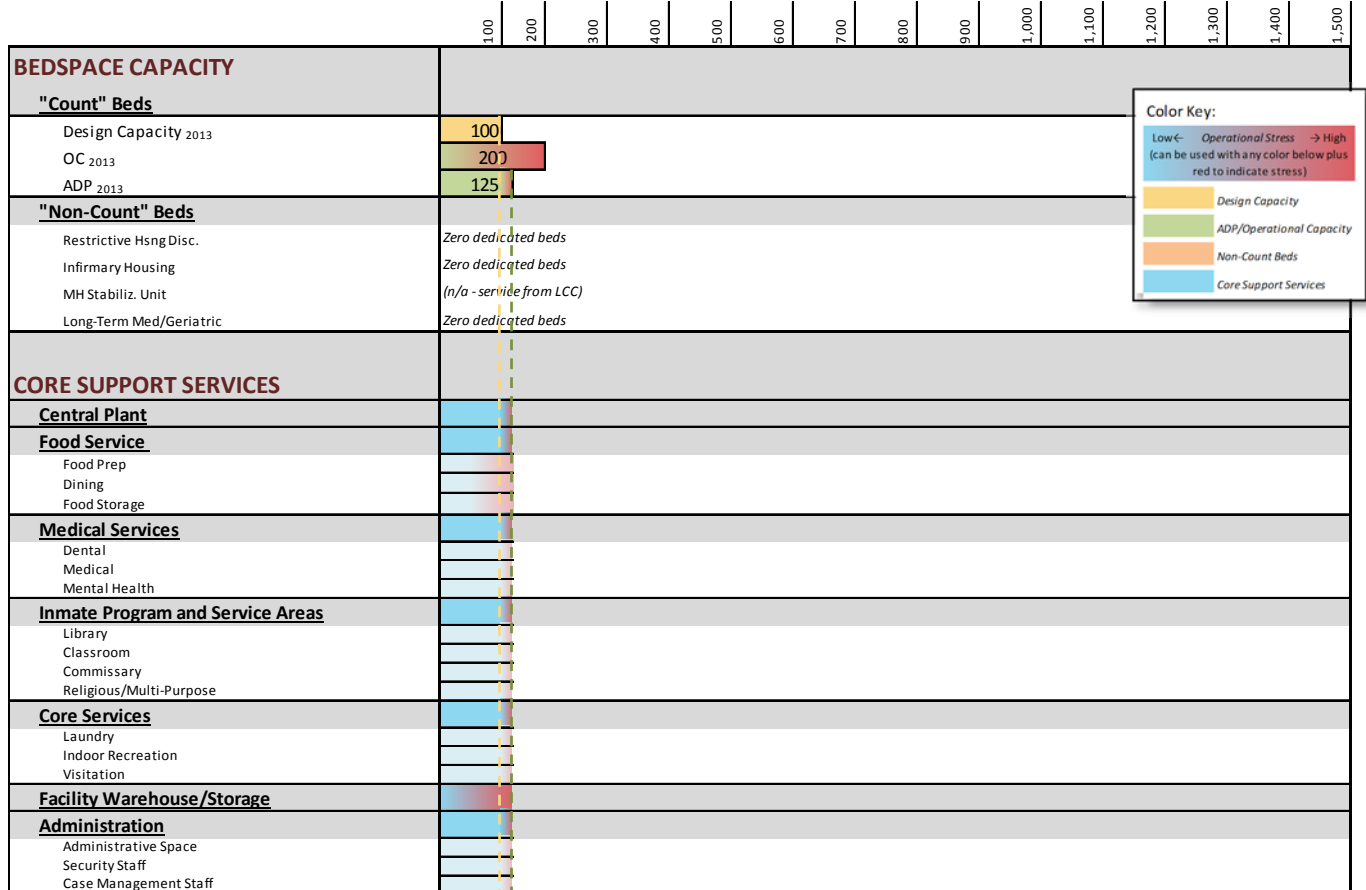 100
200
300
400
500
600
700
800
900
1,000
1,100
1,200
1,300
1,400
1,500
BEDSPACE CAPACITY
"Count" Beds
Design Capacity 2013
100
OC 2013
200
ADP 2013
125
"Non-Count" Beds
Restrictive Hsng Disc.
Zero dedicated beds
Infirmary Housing
Zero dedicated beds
MH Stabiliz. Unit
(n/a - service from LCC)
Long-Term Med/Geriatric
Zero dedicated beds
Color Key:
Low← Operational Stress → High
(can be used with any color below plus
red to indicate stress)
Design Capacity
ADP/Operational Capacity
Non-Count Beds
Core Support Services
CORE SUPPORT SERVICES
Central Plant
Food Service
Food Prep
Dining
Food Storage
Medical Services
Dental
Medical
Mental Health
Inmate Program and Service Areas
Library
Classroom
Commissary
Religious/Multi-Purpose
Core Services
Laundry
Indoor Recreation
Visitation
Facility Warehouse/Storage
Administration
Administrative Space
Security Staff
Case Management Staff